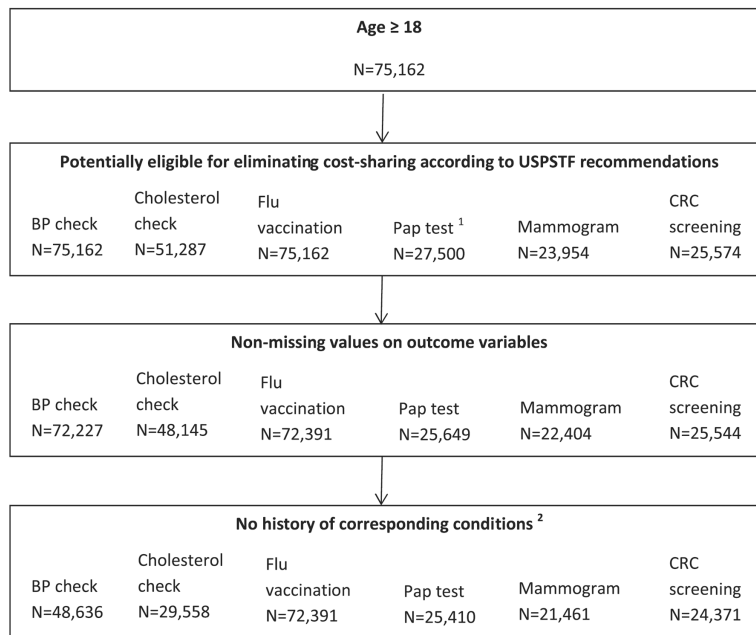 Age ≥ 18
N=75,162
Potentially eligible for eliminating cost-sharing according to USPSTF recommendations
BP check
N=75,162
Cholesterol
check
N=51,287
Flu
vaccination
N=75,162
Pap test 1
N=27,500
Mammogram
N=23,954
CRC
screening
N=25,574
Non-missing values on outcome variables
BP check
N=72,227
Cholesterol
check
N=48,145
Flu
vaccination
N=72,391
Pap test
N=25,649
Mammogram
N=22,404
CRC
screening
N=25,544
No history of corresponding conditions 2
BP check
N=48,636
Cholesterol
check
N=29,558
Flu
vaccination
N=72,391
Pap test
N=25,410
Mammogram
N=21,461
CRC
screening
N=24,371